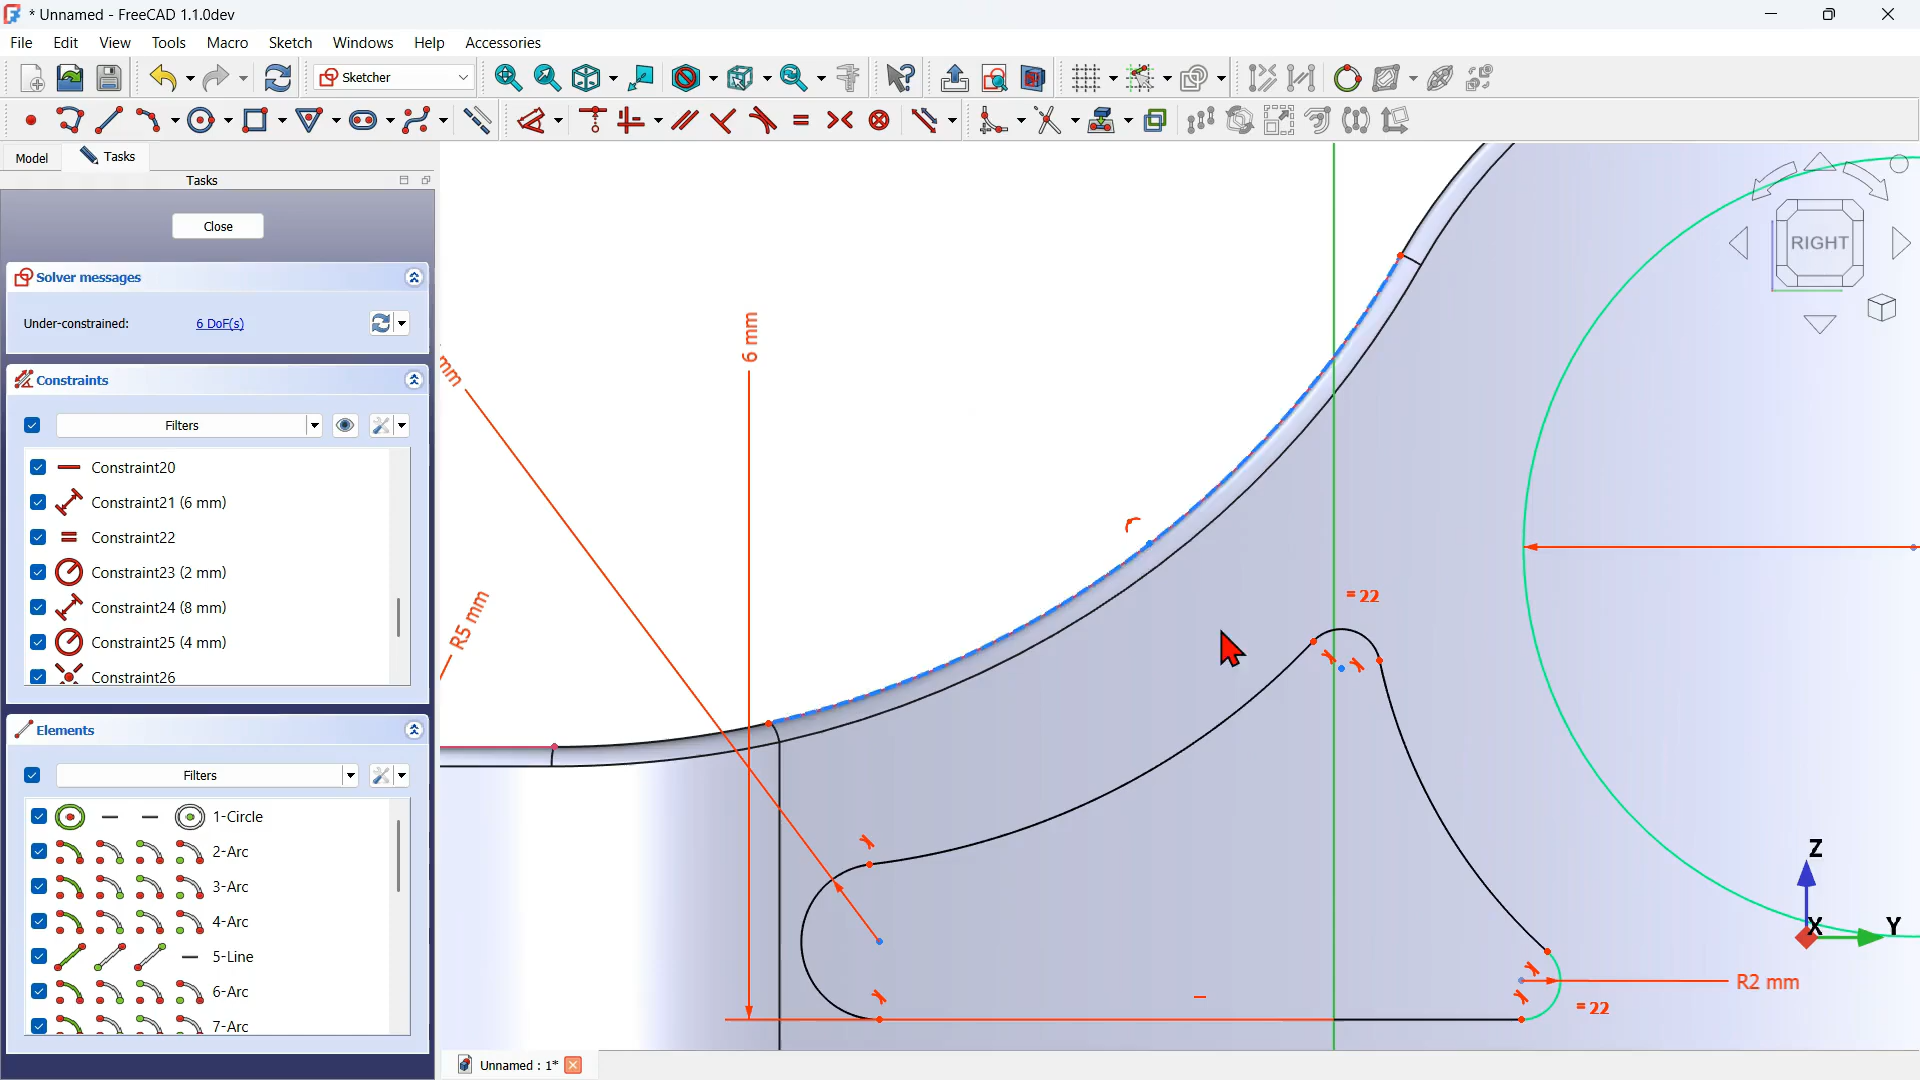 * Unnamed - FreeCAD 1.1.0dev
File Edit View Tools Macro Sketch Windows Help Accessories
Sketcher
Model Tasks
Tasks
Close
Solver messages
Under-constrained: 6 DoF(s)
Constraints
Filters
Constraint20
Constraint21 (6 mm)
Constraint22
Constraint23 (2 mm)
Constraint24 (8 mm)
Constraint25 (4 mm)
Constraint26
Elements
Filters
1-Circle
2-Arc
3-Arc
4-Arc
5-Line
6-Arc
7-Arc
mm
6 mm
R5 mm
= 22
R2 mm
= 22
RIGHT
Z
X
Y
Unnamed : 1*